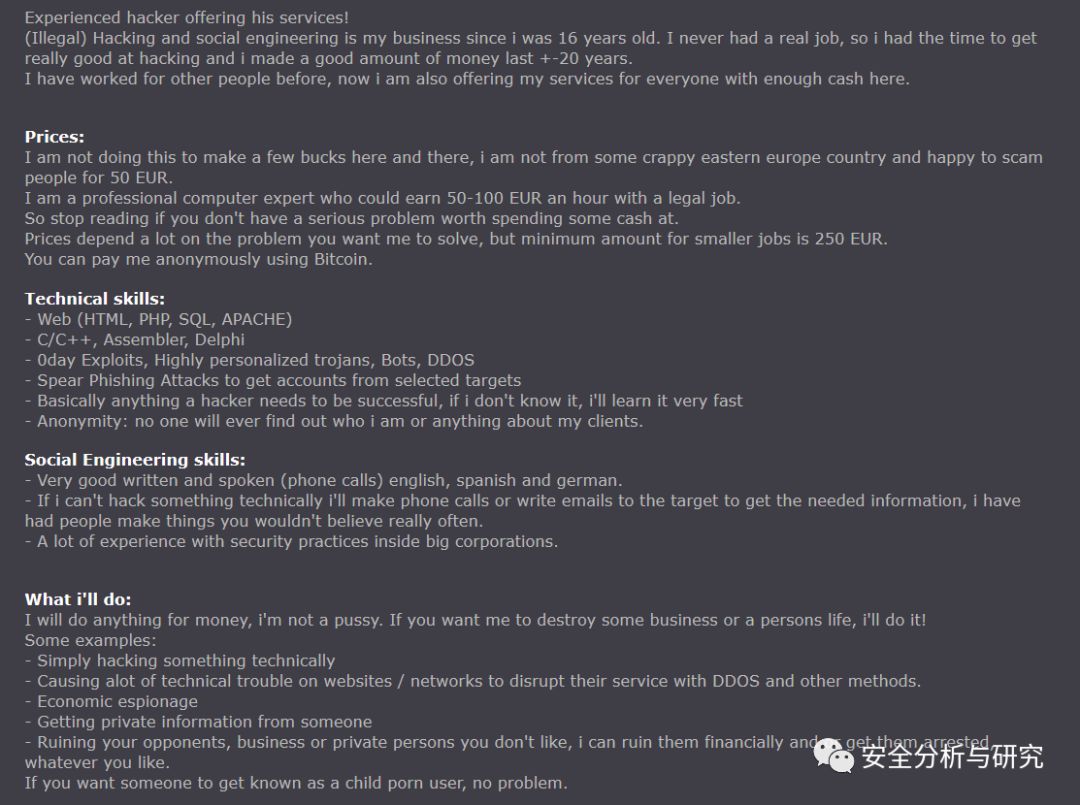 Experienced hacker offering his services!
(Illegal) Hacking and social engineering is my business since i was 16 years old. I never had a real job, so i had the time to get
really good at hacking and i made a good amount of money last +-20 years.
I have worked for other people before, now i am also offering my services for everyone with enough cash here.
Prices:
I am not doing this to make a few bucks here and there, i am not from some crappy eastern europe country and happy to scam
people for 50 EUR.
I am a professional computer expert who could earn 50-100 EUR an hour with a legal job.
So stop reading if you don't have a serious problem worth spending some cash at.
Prices depend a lot on the problem you want me to solve, but minimum amount for smaller jobs is 250 EUR.
You can pay me anonymously using Bitcoin.
Technical skills:
- Web (HTML, PHP, SQL, APACHE)
- C/C++, Assembler, Delphi
- 0day Exploits, Highly personalized trojans, Bots, DDOS
- Spear Phishing Attacks to get accounts from selected targets
- Basically anything a hacker needs to be successful, if i don't know it, i'll learn it very fast
- Anonymity: no one will ever find out who i am or anything about my clients.
Social Engineering skills:
- Very good written and spoken (phone calls) english, spanish and german.
- If i can't hack something technically i'll make phone calls or write emails to the target to get the needed information, i have
had people make things you wouldn't believe really often.
- A lot of experience with security practices inside big corporations.
What i'll do:
I will do anything for money, i'm not a pussy. If you want me to destroy some business or a persons life, i'll do it!
Some examples:
- Simply hacking something technically
- Causing alot of technical trouble on websites / networks to disrupt their service with DDOS and other methods.
- Economic espionage
- Getting private information from someone
- Ruining your opponents, business or private persons you don't like, i can ruin them financially and get them arrested,
whatever you like.
If you want someone to get known as a child porn user, no problem.
安全分析与研究